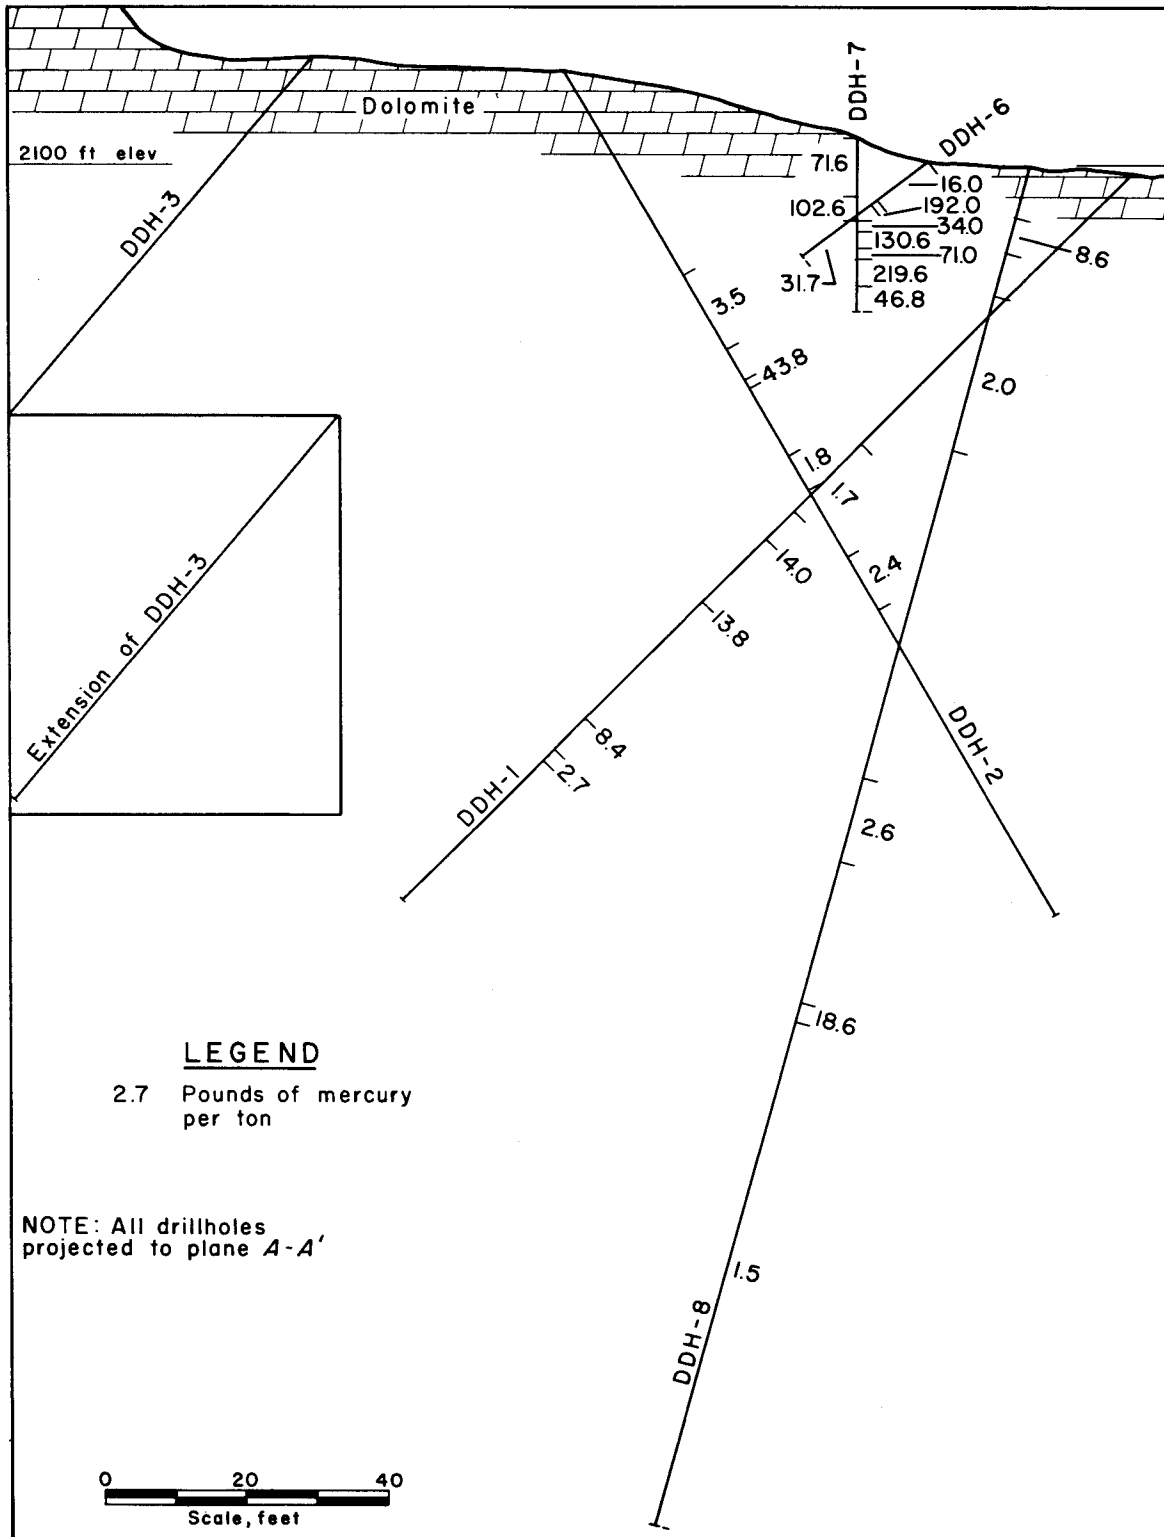 DDH-7
DDH-6
Dolomite
2100 ft elev
DDH-3
71.6
16.0
102.6
192.0
34.0
130.6
71.0
8.6
31.7
219.6
46.8
3.5
43.8
2.0
1.8
1.7
14.0
2.4
13.8
Extension of DDH-3
8.4
2.7
DDH-1
DDH-2
2.6
18.6
LEGEND
2.7 Pounds of mercury
per ton
NOTE: All drillholes
projected to plane A-A'
1.5
DDH-8
0 20 40
Scale, feet